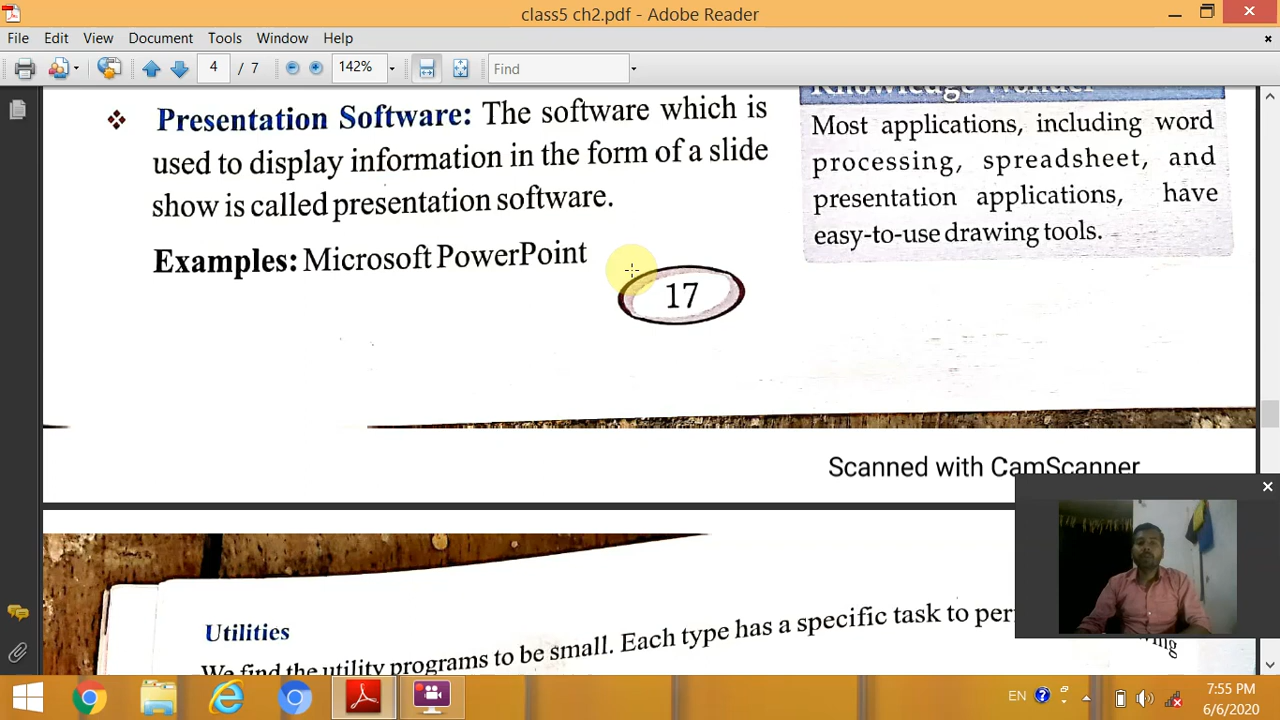 class5 ch2.pdf - Adobe Reader
File Edit View Document Tools Window Help
4 / 7 142% Find
❖ Presentation Software: The software which is
used to display information in the form of a slide
show is called presentation software.
Examples: Microsoft PowerPoint
Knowledge Wonder
Most applications, including word
processing, spreadsheet, and
presentation applications, have
easy-to-use drawing tools.
17
Scanned with CamScanner
Utilities
We find the utility programs to be small. Each type has a specific task to
EN
7:55 PM
6/6/2020